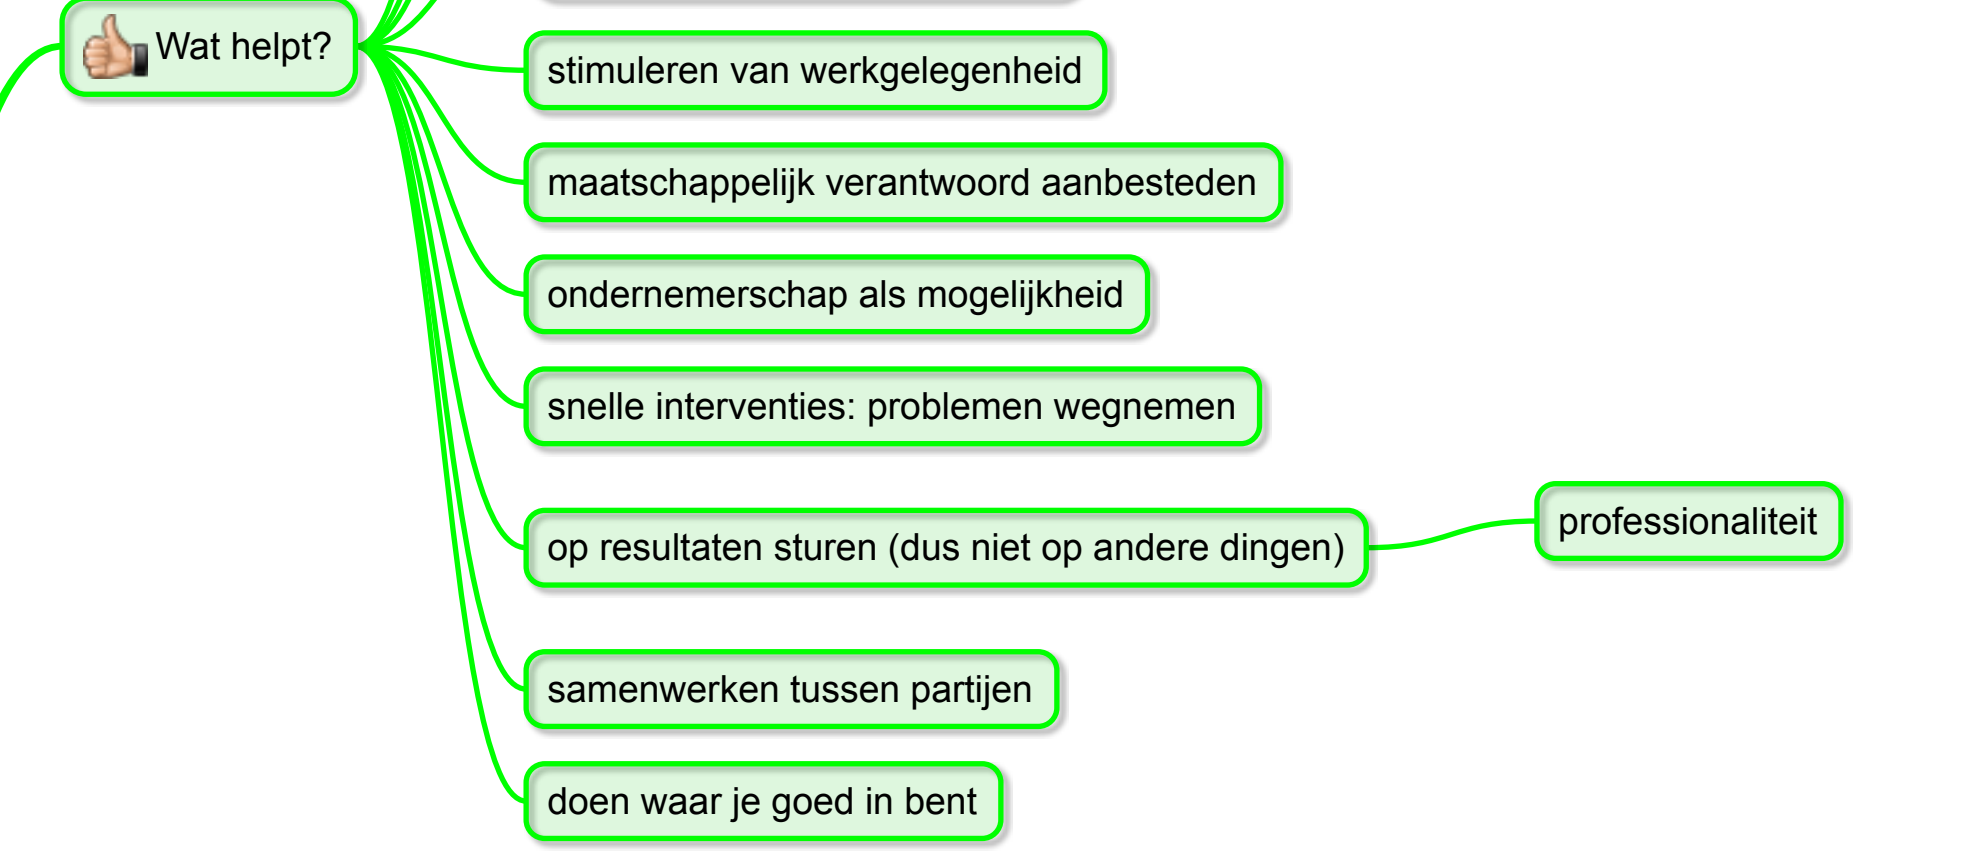 Wat helpt?
stimuleren van werkgelegenheid
maatschappelijk verantwoord aanbesteden
ondernemerschap als mogelijkheid
snelle interventies: problemen wegnemen
op resultaten sturen (dus niet op andere dingen)
professionaliteit
samenwerken tussen partijen
doen waar je goed in bent